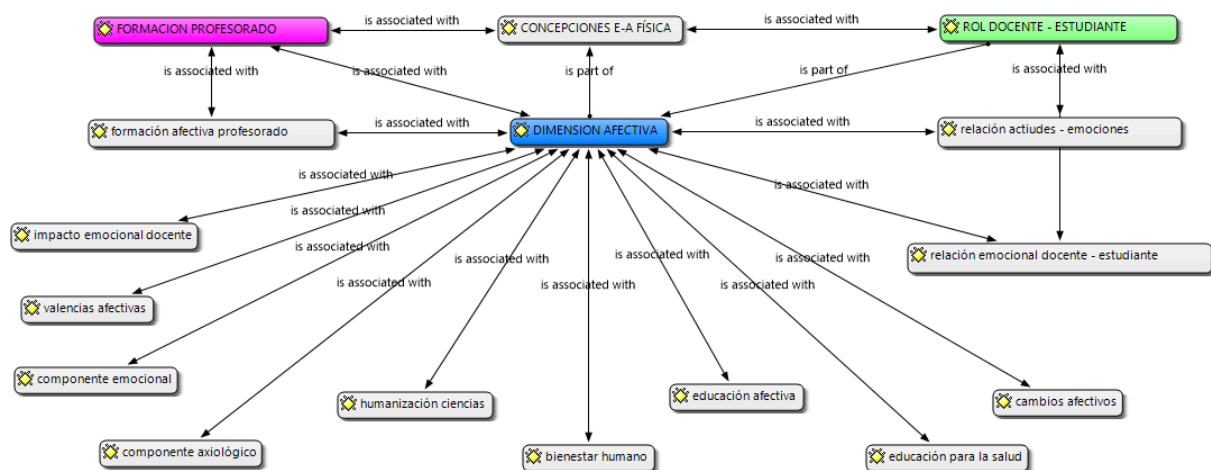 is associated with
is associated with
FORMACION PROFESORADO
CONCEPCIONES E-A FÍSICA
ROL DOCENTE - ESTUDIANTE
is associated with
is associated with
is part of
is part of
is associated with
formación afectiva profesorado
is associated with
DIMENSION AFECTIVA
is associated with
relación actiudes - emociones
is associated with
is associated with
is associated with
impacto emocional docente
is associated with
is associated with
is associated with
is associated with
relación emocional docente - estudiante
is associated with
is associated with
is associated with
valencias afectivas
componente emocional
humanización ciencias
educación afectiva
cambios afectivos
componente axiológico
bienestar humano
educación para la salud